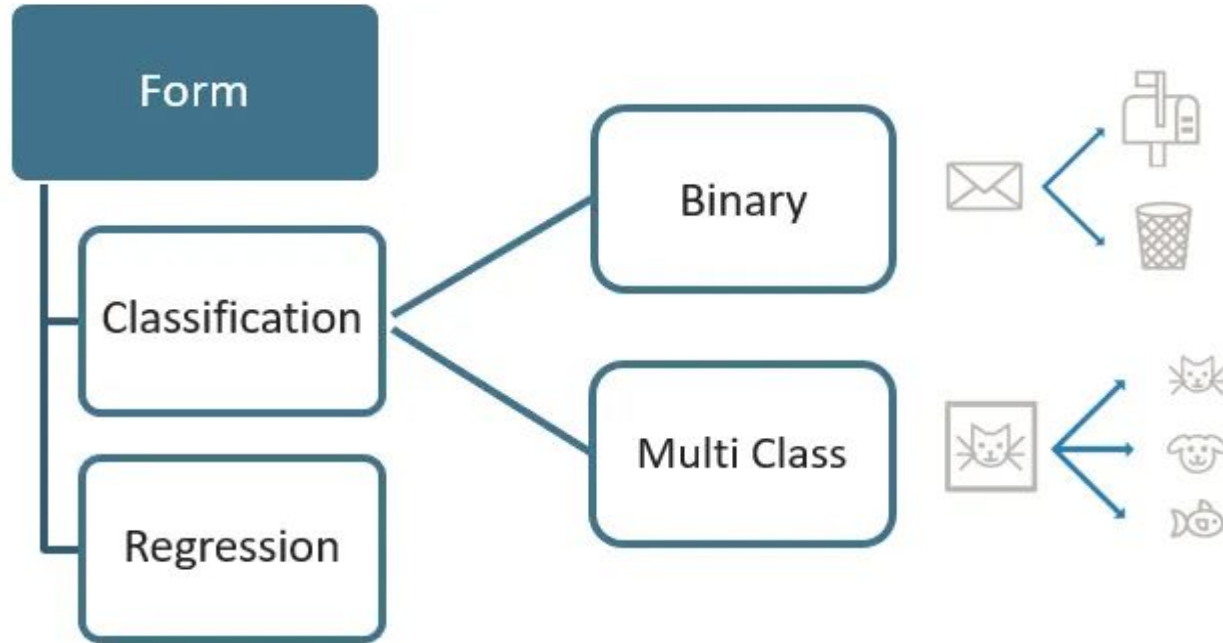 Form
Classification
Regression
Binary
Multi Class